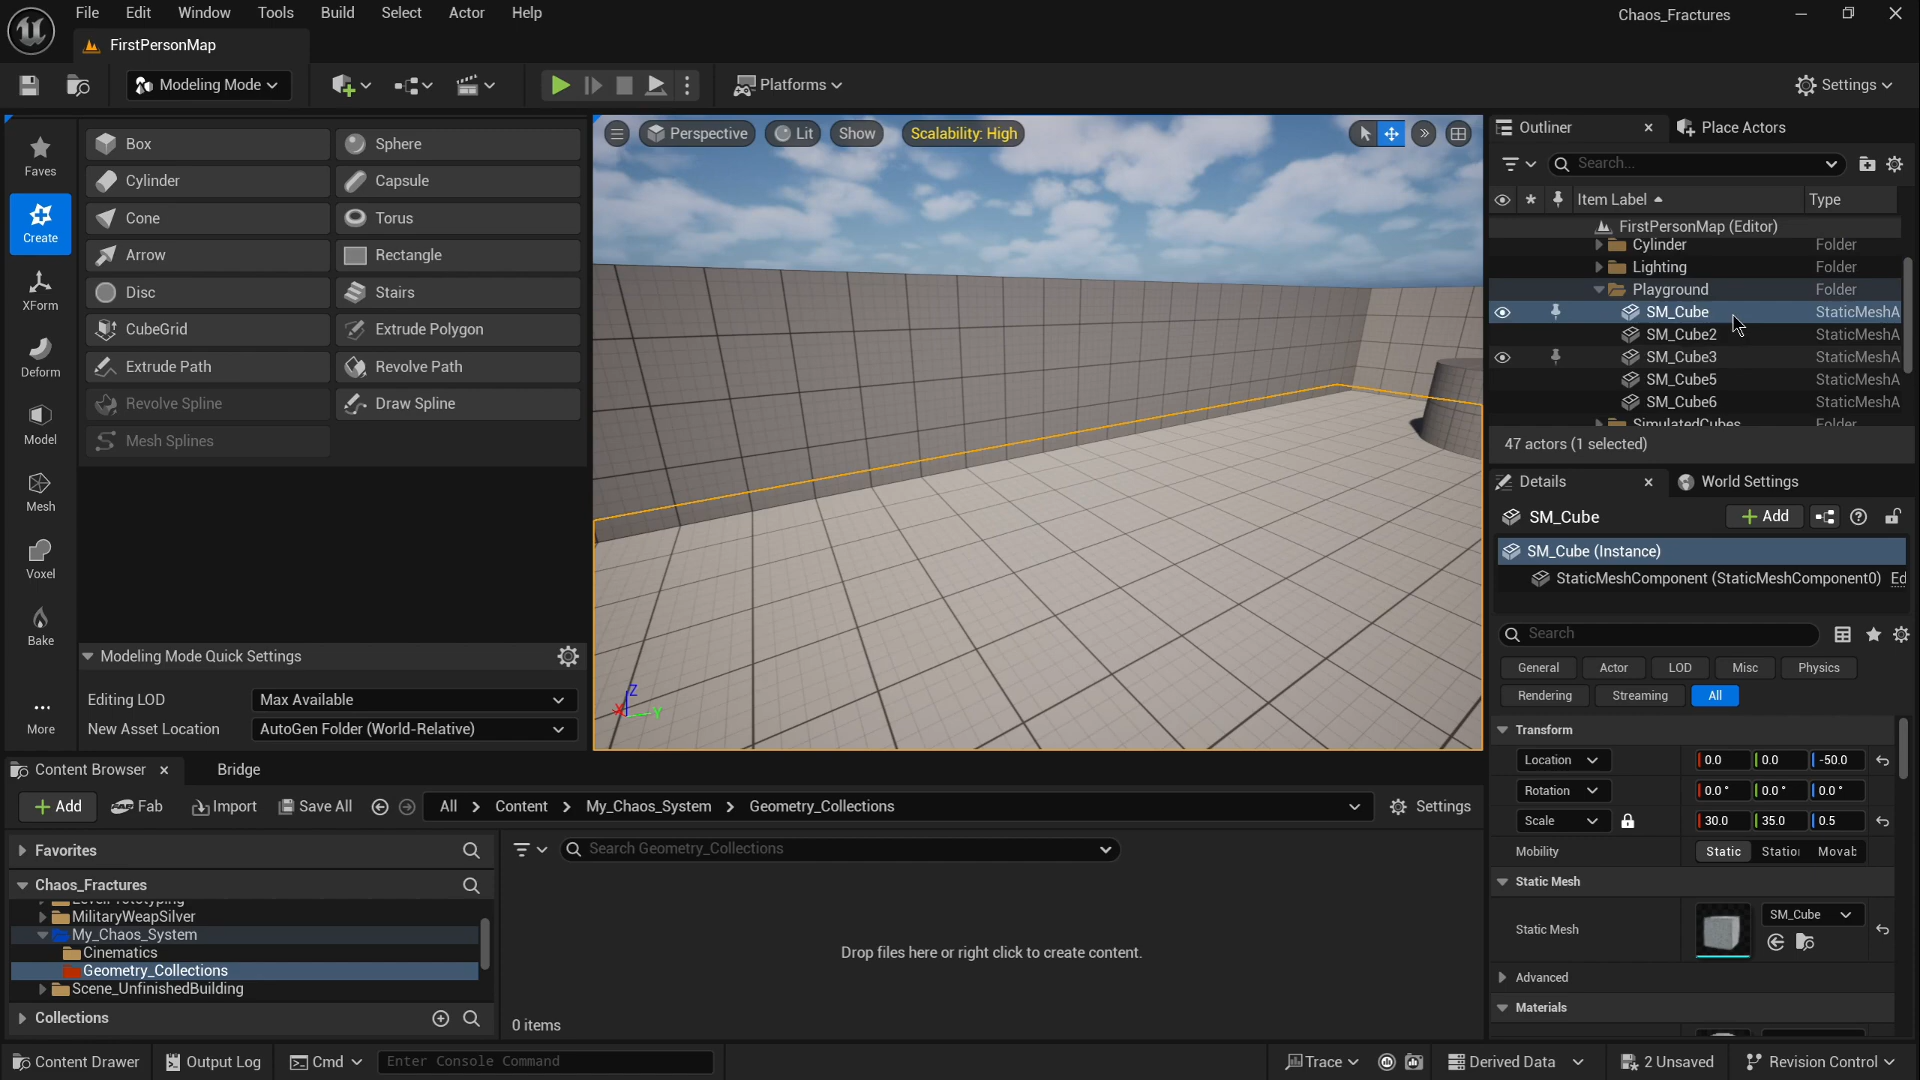 File Edit Window Tools Build Select Actor Help
Chaos_Fractures
FirstPersonMap
Modeling Mode
Platforms
Settings
Faves
Create
XForm
Deform
Model
Mesh
Voxel
Bake
More
Box
Sphere
Cylinder
Capsule
Cone
Torus
Arrow
Rectangle
Disc
Stairs
CubeGrid
Extrude Polygon
Extrude Path
Revolve Path
Revolve Spline
Draw Spline
Mesh Splines
Modeling Mode Quick Settings
Editing LOD
Max Available
New Asset Location
AutoGen Folder (World-Relative)
Perspective
Lit
Show
Scalability: High
Z
X
Y
Outliner
Place Actors
Search...
Item Label
Type
FirstPersonMap (Editor)
Cylinder Folder
Lighting Folder
Playground Folder
SM_Cube StaticMeshA
SM_Cube2 StaticMeshA
SM_Cube3 StaticMeshA
SM_Cube5 StaticMeshA
SM_Cube6 StaticMeshA
SimulatedCubes Folder
47 actors (1 selected)
Details
World Settings
SM_Cube
Add
SM_Cube (Instance)
StaticMeshComponent (StaticMeshComponent0) Ed
Search
General
Actor
LOD
Misc
Physics
Rendering
Streaming
All
Transform
Location 0.0 0.0 -50.0
Rotation 0.0 ° 0.0 ° 0.0 °
Scale 30.0 35.0 0.5
Mobility Static Statio Movab
Static Mesh
Static Mesh
SM_Cube
Advanced
Materials
Content Browser
Bridge
Add
Fab
Import
Save All
All > Content > My_Chaos_System > Geometry_Collections
Settings
Favorites
Chaos_Fractures
LevelPrototyping
MilitaryWeapSilver
My_Chaos_System
Cinematics
Geometry_Collections
Scene_UnfinishedBuilding
Collections
Search Geometry_Collections
Drop files here or right click to create content.
0 items
Content Drawer
Output Log
Cmd
Enter Console Command
Trace
Derived Data
2 Unsaved
Revision Control